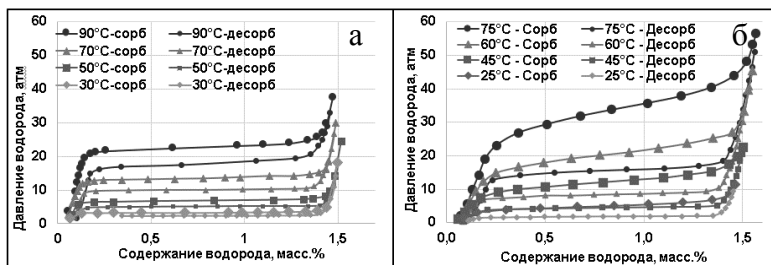 60
50
40
30
20
10
0
Давление водорода, атм
90°C-сорб 90°C-десорб
70°C-сорб 70°C-десорб
50°C-сорб 50°C-десорб
30°C-сорб 30°C-десорб
а
0 0,5 1 1,5
Содержание водорода, масс.%
60
50
40
30
20
10
0
Давление водорода, атм
75°C - Сорб 75°C - Десорб
60°C - Сорб 60°C - Десорб
45°C - Сорб 45°C - Десорб
25°C - Сорб 25°C - Десорб
б
0,0 0,5 1,0 1,5
Содержание водорода, масс.%